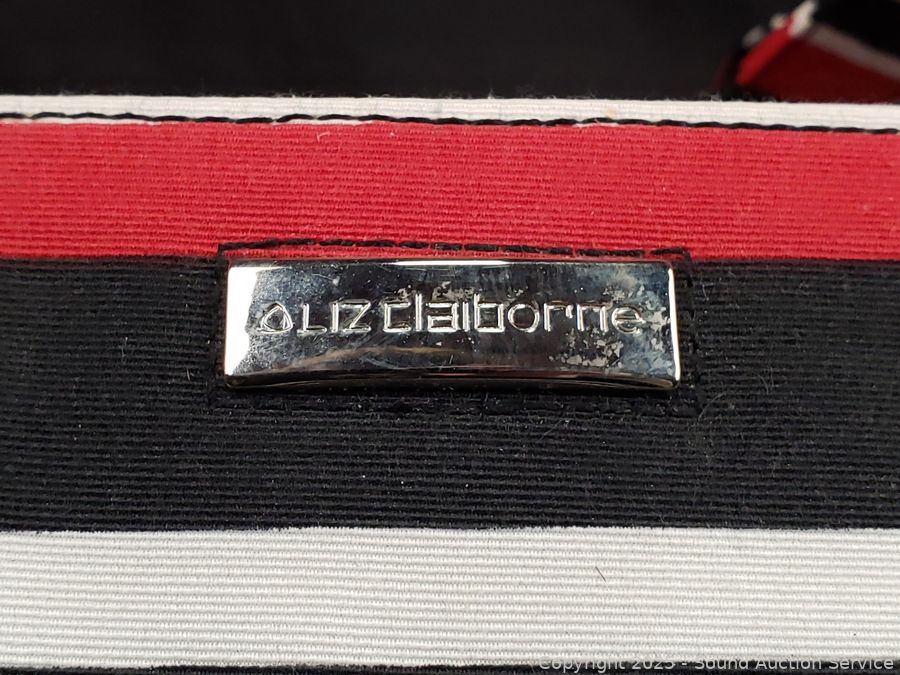 LIZ claiborne
Copyright 2023 - Sound Auction Service